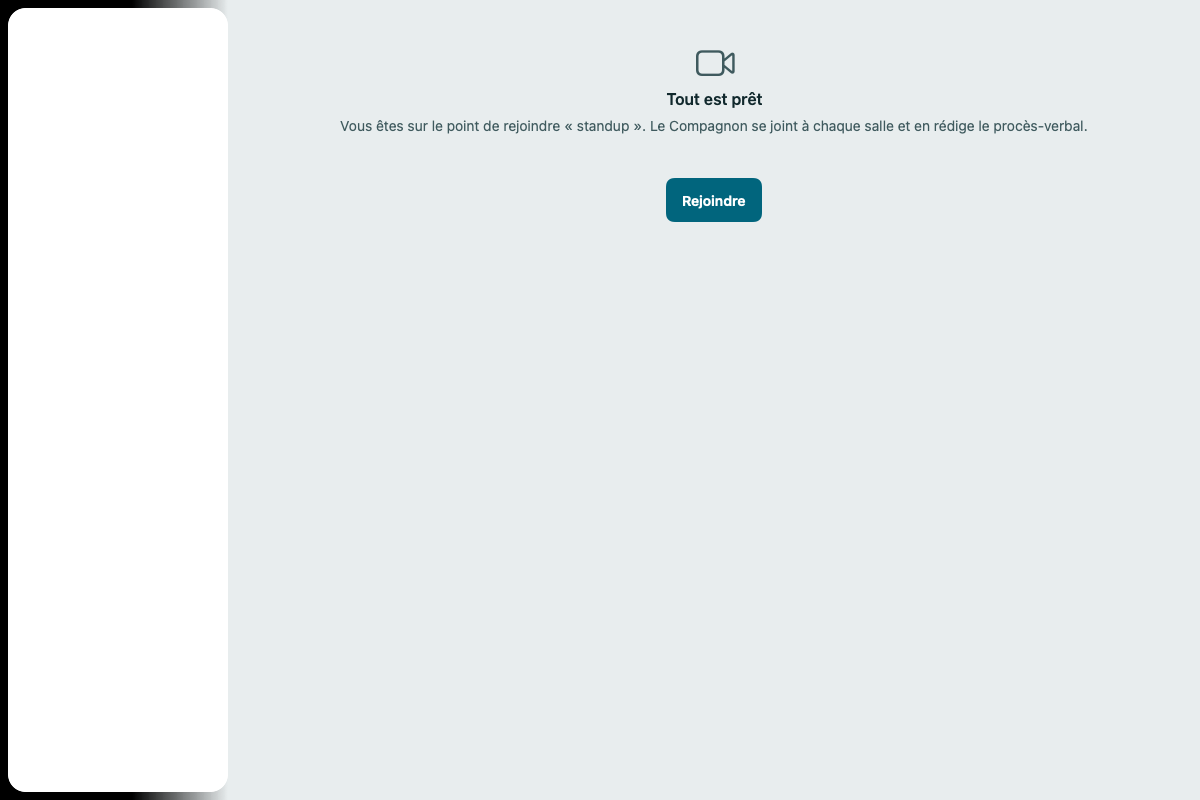 Tout est prêt
Vous êtes sur le point de rejoindre « standup ». Le Compagnon se joint à chaque salle et en rédige le procès-verbal.
Rejoindre